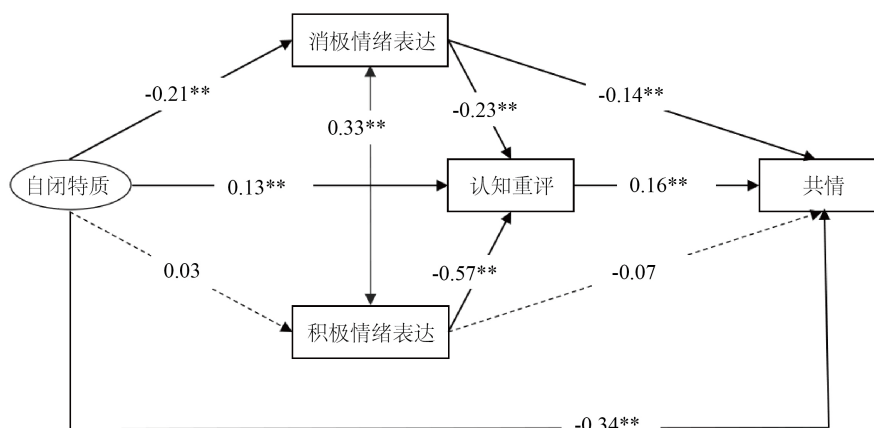 消极情绪表达
-0.21**
-0.23**
-0.14**
0.33**
自闭特质
0.13**
认知重评
0.16**
共情
0.03
-0.57**
-0.07
积极情绪表达
-0.34**